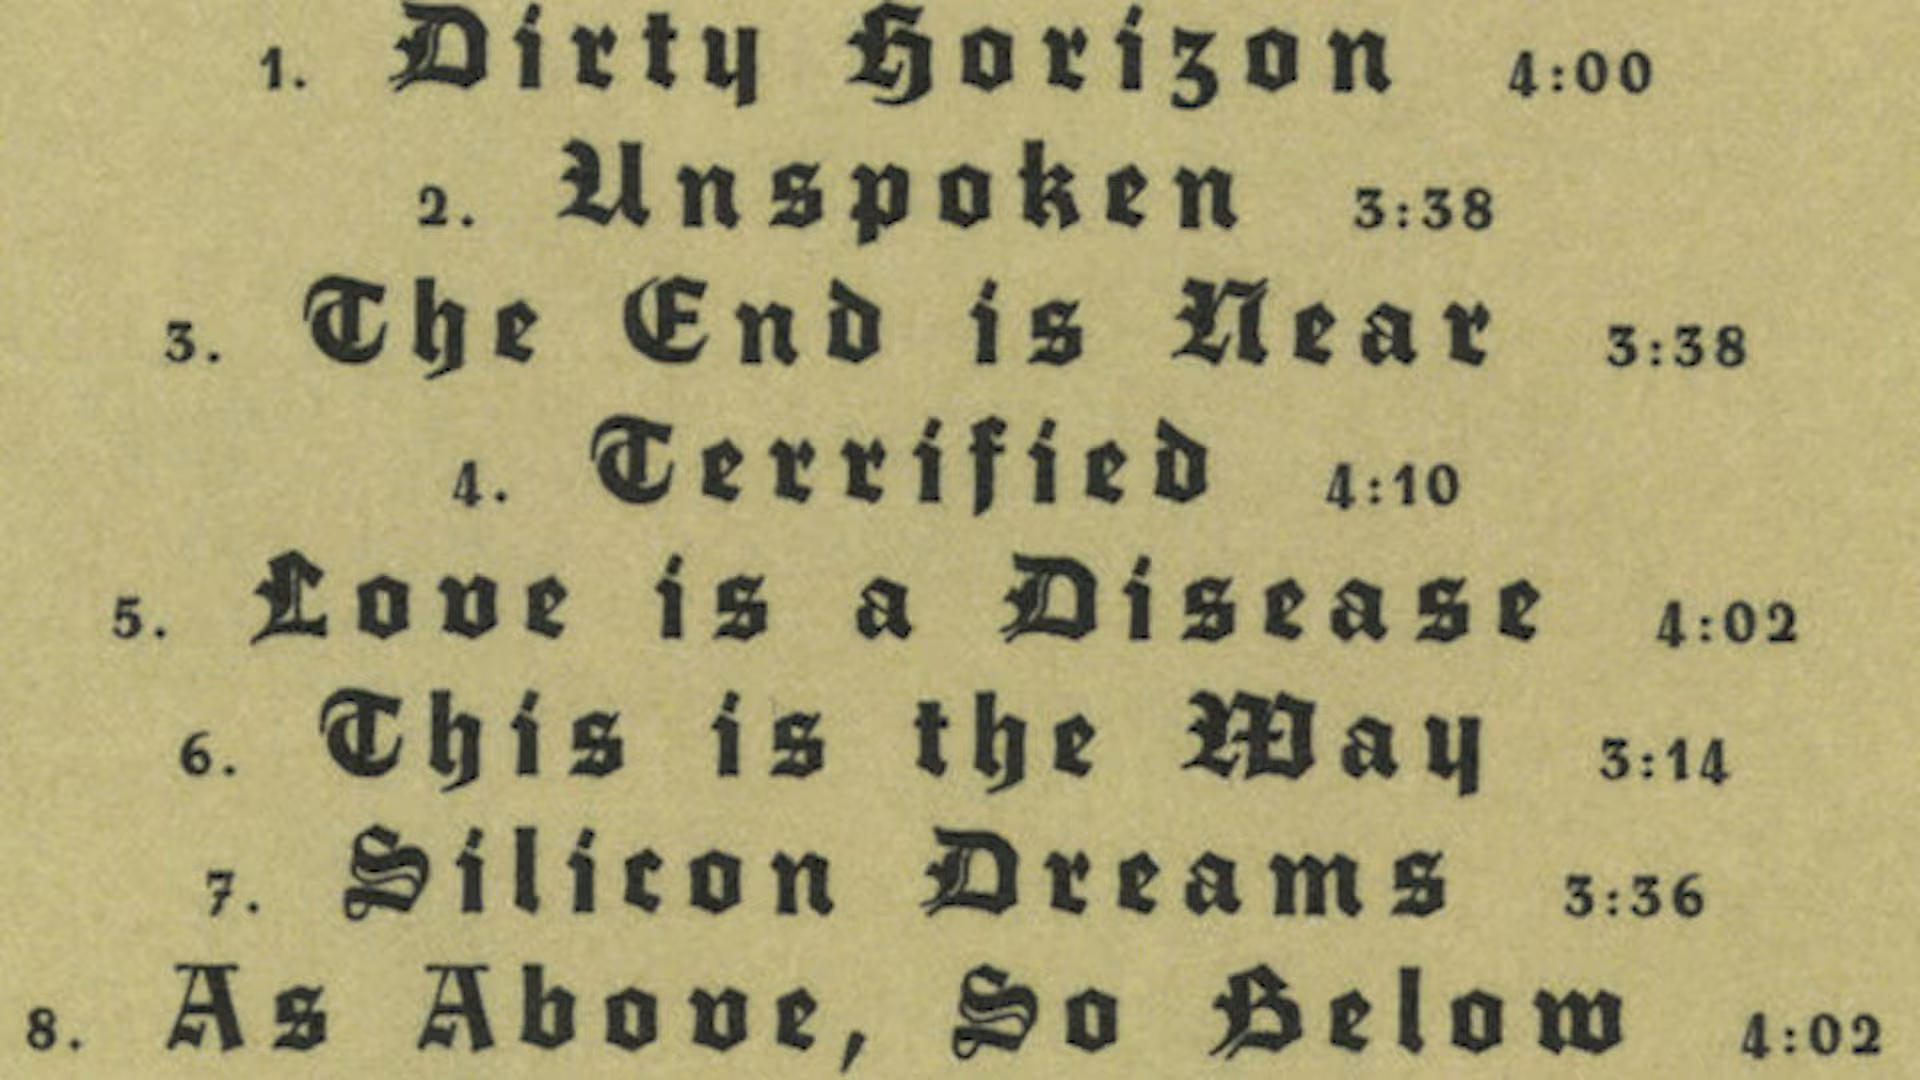 1. Dirty Horizon 4:00
2. Unspoken 3:38
3. The End is Near 3:38
4. Terrified 4:10
5. Love is a Disease 4:02
6. This is the Way 3:14
7. Silicon Dreams 3:36
8. As Above, So Below 4:02